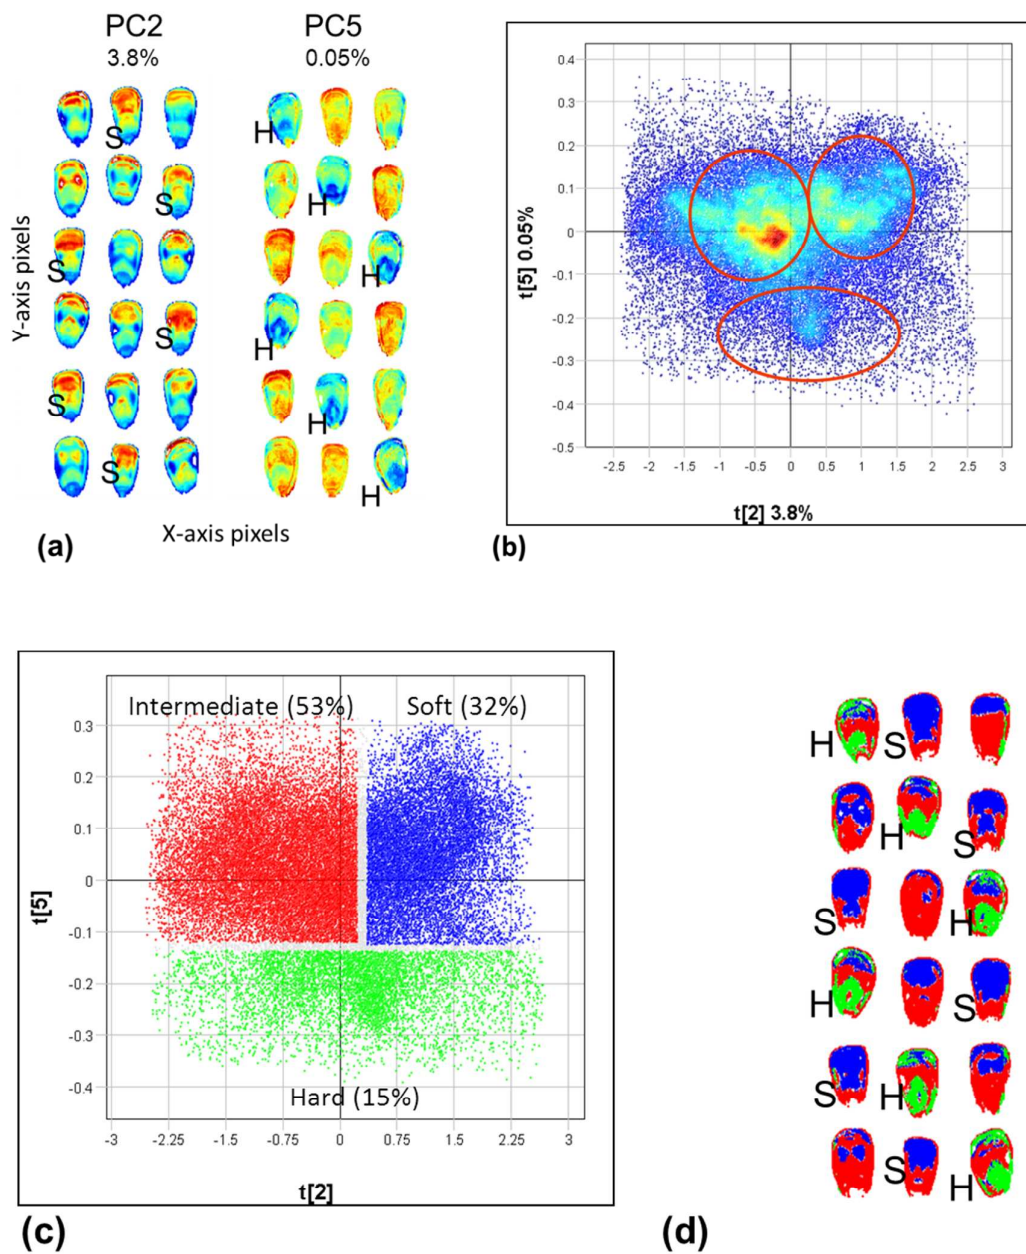 PC2 PC5
3.8% 0.05%
S H
S H
S H
S H
S H
S H
Y-axis pixels
X-axis pixels
(a)
0.4
0.3
0.2
0.1
0
-0.1
-0.2
-0.3
-0.4
-0.5
-2.5 -2 -1.5 -1 -0.5 0 0.5 1 1.5 2 2.5 3
t[5] 0.05%
t[2] 3.8%
(b)
Intermediate (53%) Soft (32%)
0.3
0.2
0.1
0
-0.1
-0.2
-0.3
-0.4
Hard (15%)
-3 -2.25 -1.5 -0.75 0 0.75 1.5 2.25 3
t[5]
t[2]
(c)
H S
H S
S H
H S
S H
S H
(d)